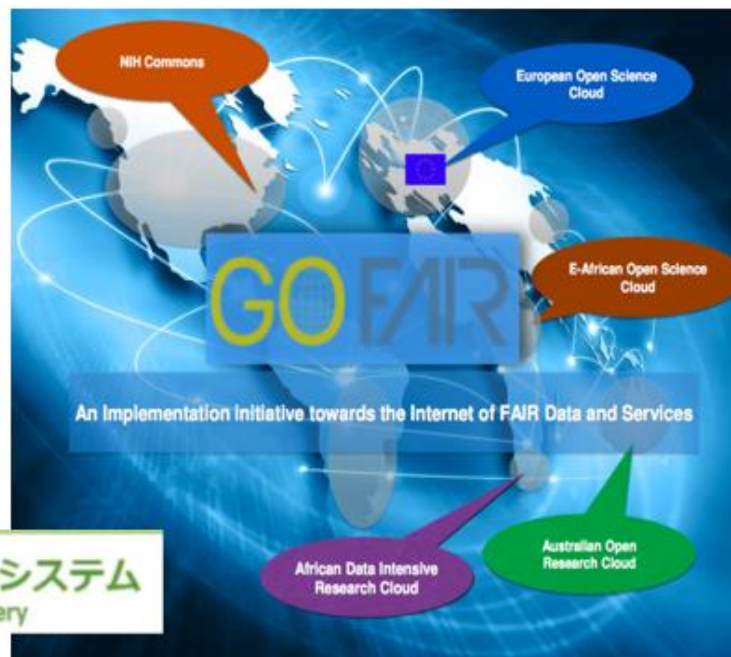 NIH Commons
European Open Science
Cloud
GO FAIR
E-African Open Science
Cloud
An Implementation Initiative towards the Internet of FAIR Data and Services
システム
African Data Intensive
Research Cloud
Australian Open
Research Cloud